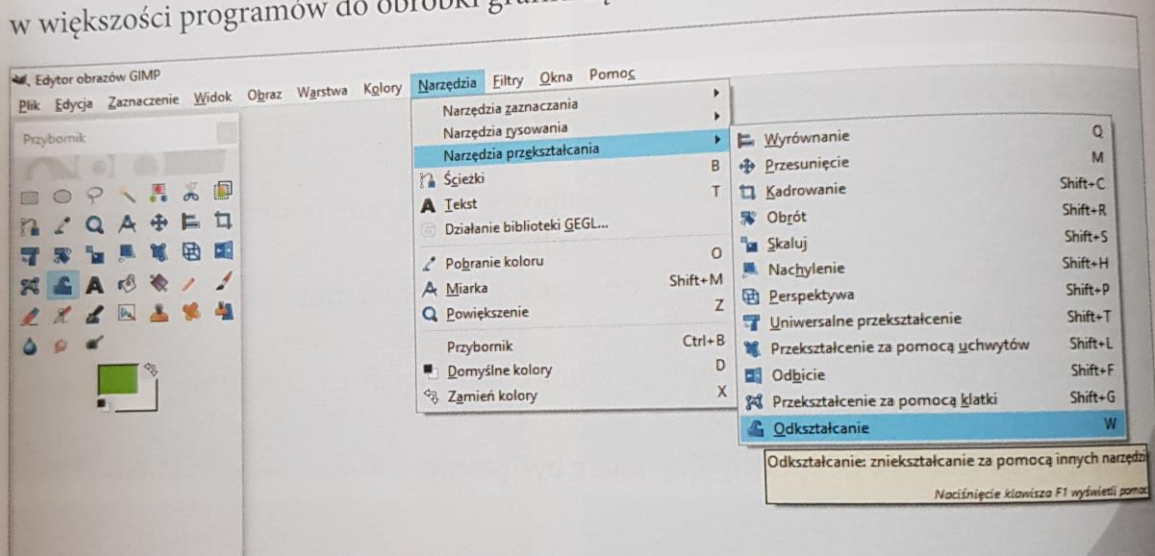 w większości programów do obróbki
Edytor obrazów GIMP
Plik Edycja Zaznaczenie Widok Obraz Warstwa Kolory Narzędzia Filtry Okna Pomoc
Przybornik
Narzędzia zaznaczania
Narzędzia rysowania
Narzędzia przekształcania
Ścieżki B
Tekst T
Działanie biblioteki GEGL...
Pobranie koloru O
Miarka Shift+M
Powiększenie Z
Przybornik Ctrl+B
Domyślne kolory D
Zamień kolory X
Wyrównanie Q
Przesunięcie M
Kadrowanie Shift+C
Obrót Shift+R
Skaluj Shift+S
Nachylenie Shift+H
Perspektywa Shift+P
Uniwersalne przekształcenie Shift+T
Przekształcenie za pomocą uchwytów Shift+L
Odbicie Shift+F
Przekształcenie za pomocą klatki Shift+G
Odkształcanie W
Odkształcanie: zniekształcanie za pomocą innych narzędzi
Naciśnięcie klawisza F1 wyświetli pomoc